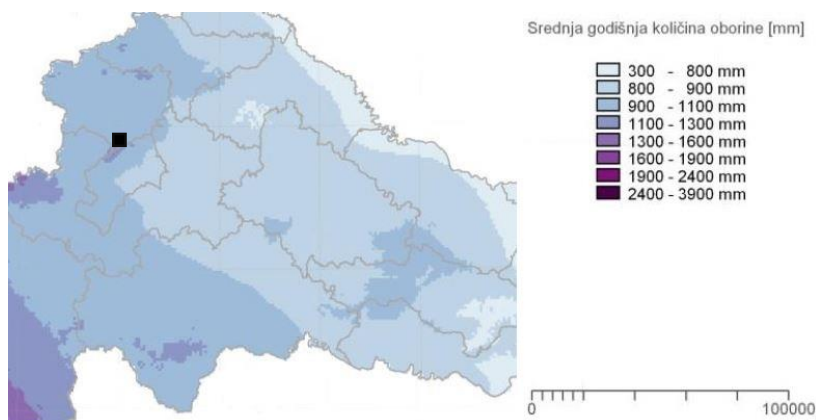 Srednja godišnja količina oborine [mm]
300 - 800 mm
800 - 900 mm
900 - 1100 mm
1100 - 1300 mm
1300 - 1600 mm
1600 - 1900 mm
1900 - 2400 mm
2400 - 3900 mm
0 100000